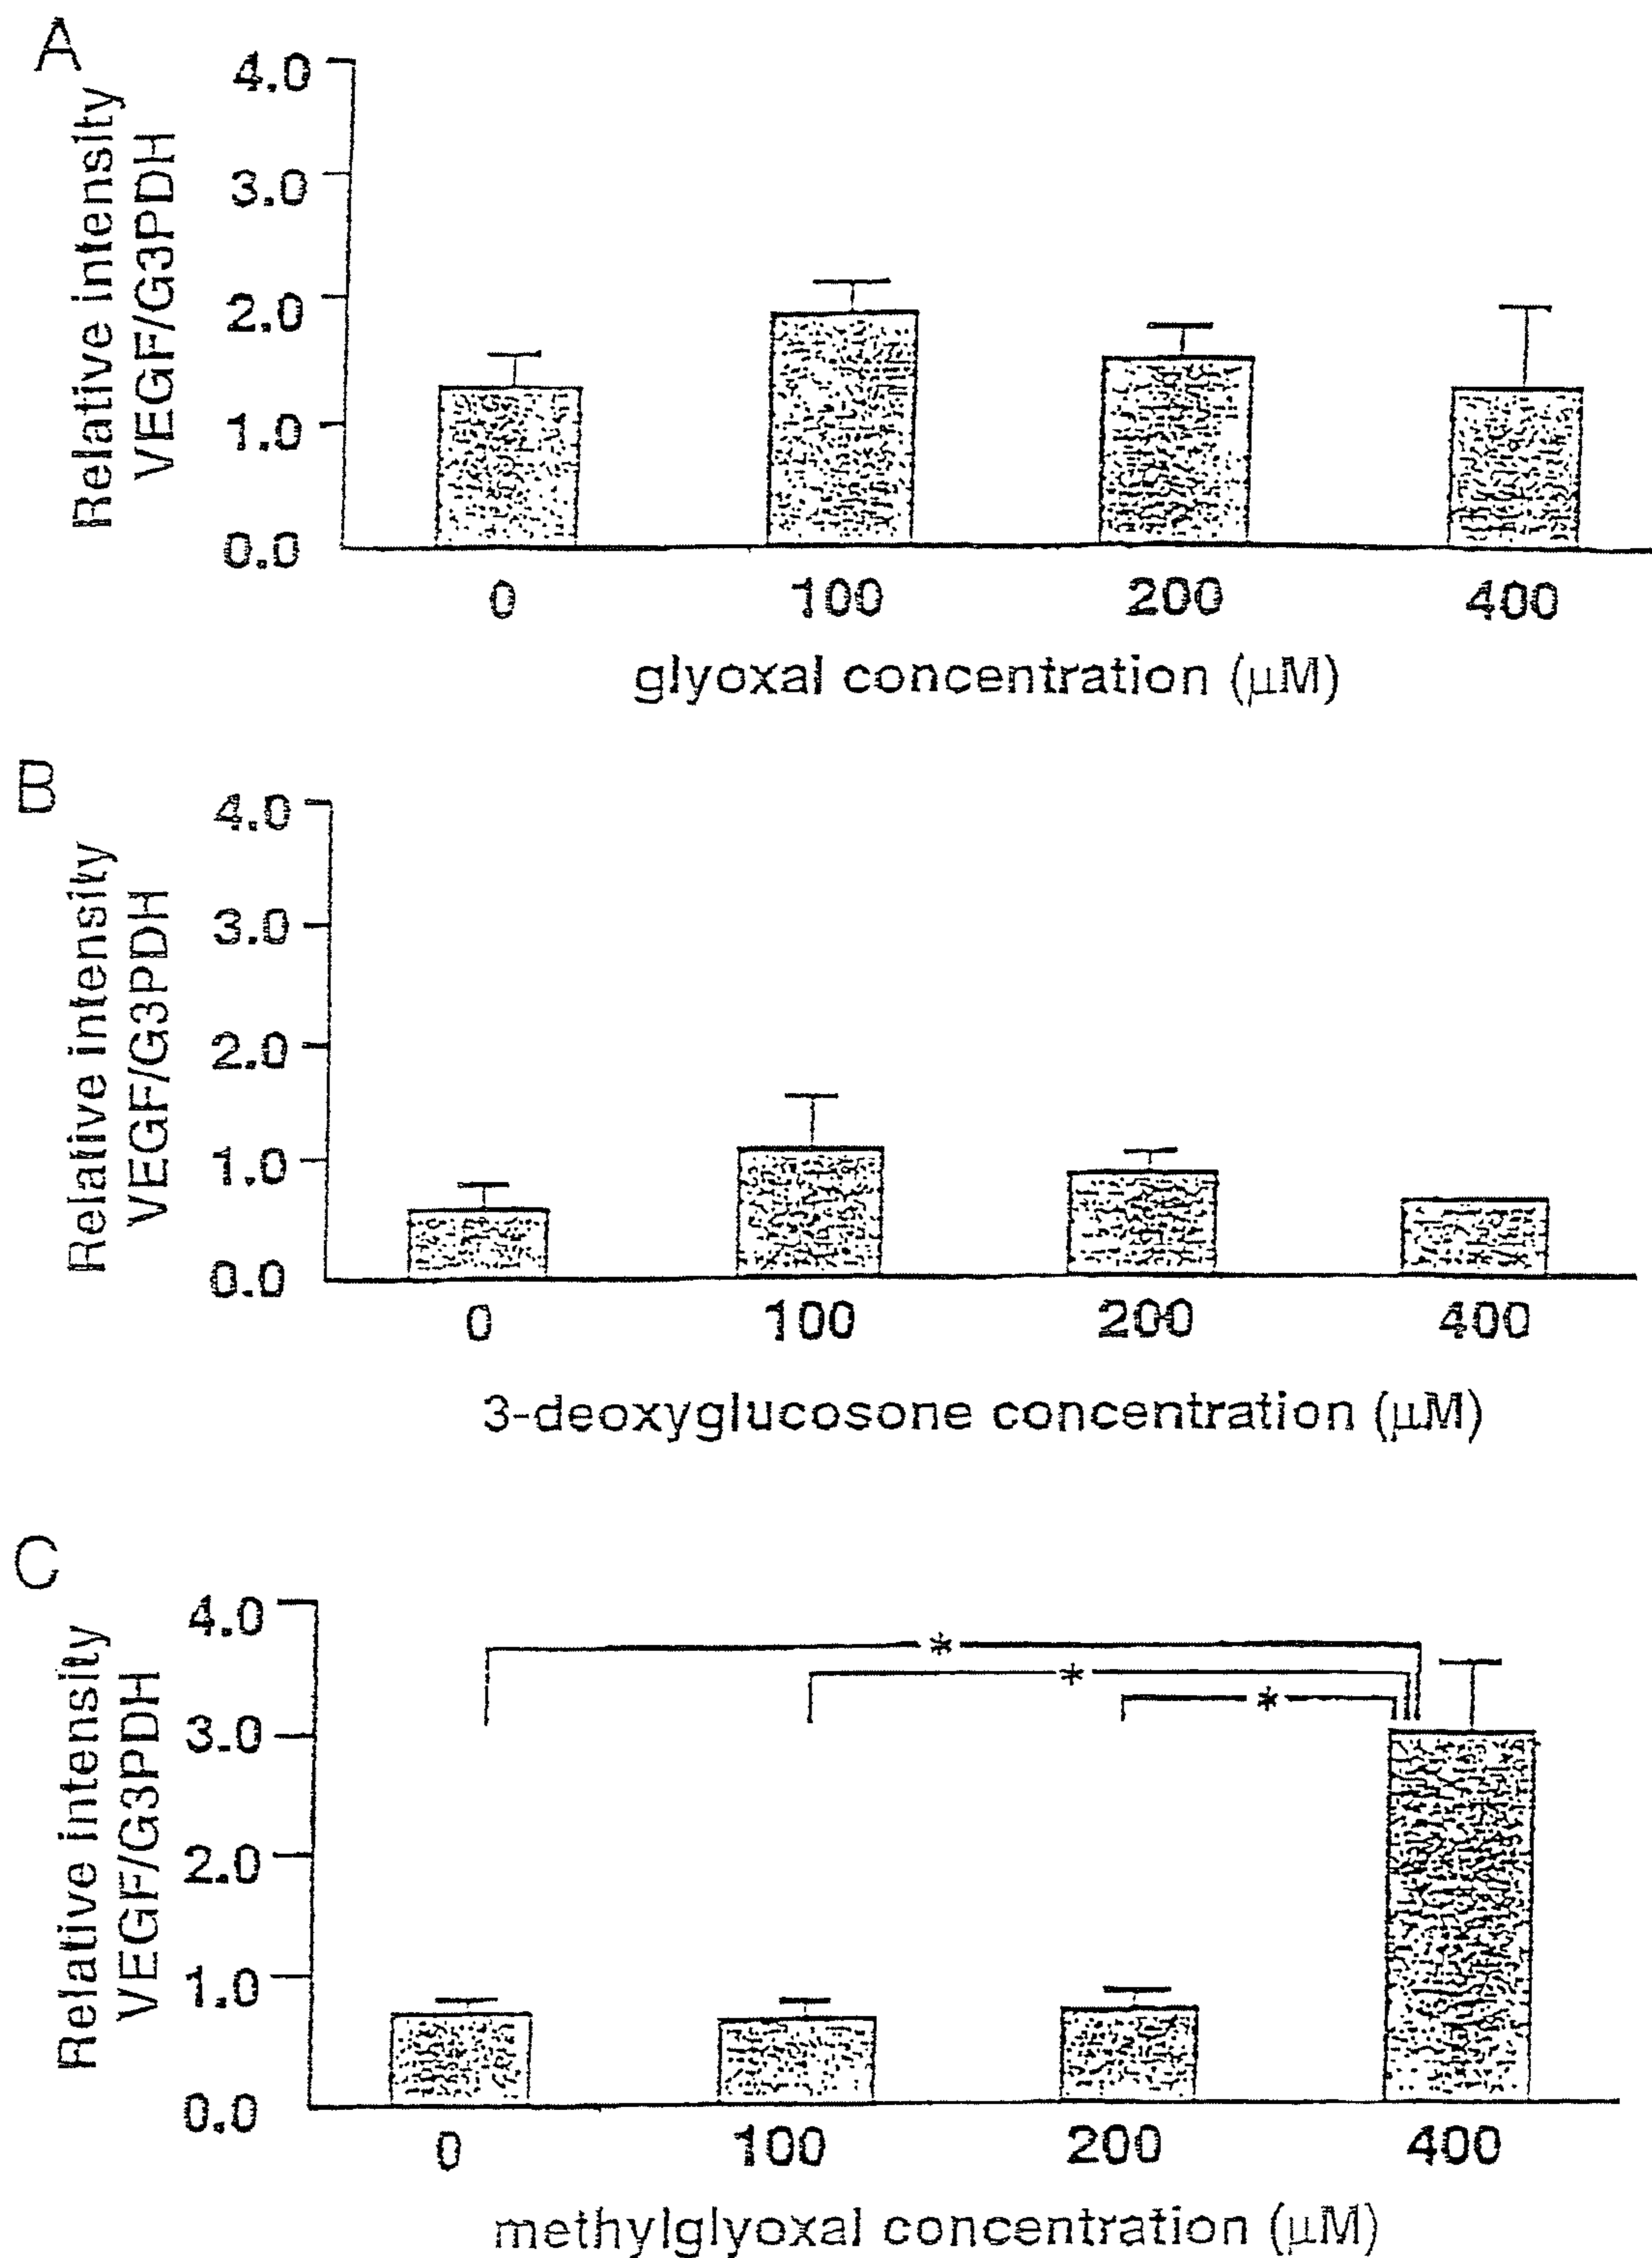 A
Relative intensity
VEGF/G3PDH
4.0
3.0
2.0
1.0
0.0
0 100 200 400
glyoxal concentration (µM)
B
Relative intensity
VEGF/G3PDH
4.0
3.0
2.0
1.0
0.0
0 100 200 400
3-deoxyglucosone concentration (µM)
C
Relative intensity
VEGF/G3PDH
4.0
3.0
2.0
1.0
0.0
*
*
*
0 100 200 400
methylglyoxal concentration (µM)